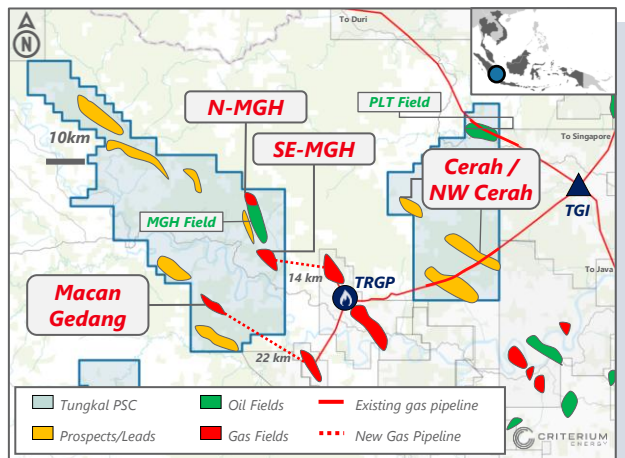 N
To Duri
PLT Field
N-MGH
10km
SE-MGH
To Singapore
Cerah /
NW Cerah
MGH Field
TGI
To Java
14 km
TRGP
Macan
Gedang
22 km
Tungkal PSC
Oil Fields
Existing gas pipeline
Prospects/Leads
Gas Fields
New Gas Pipeline
CRITERIUM
ENERGY